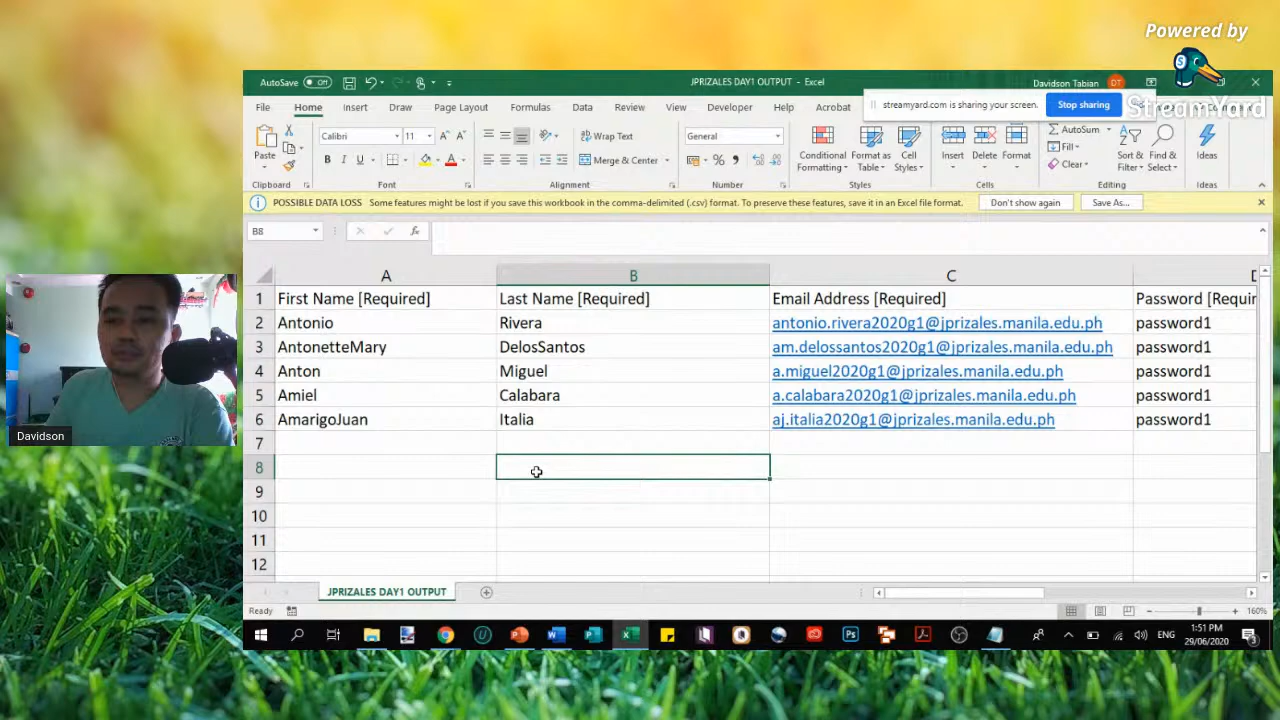 Powered by
StreamYard
AutoSave Off
JPRIZALES DAY1 OUTPUT - Excel
Davidson Tabian DT
File Home Insert Draw Page Layout Formulas Data Review View Developer Help Acrobat
streamyard.com is sharing your screen. Stop sharing
Paste
Calibri 11
Wrap Text
Merge & Center
General
Conditional Formatting
Format as Table
Cell Styles
Insert Delete Format
AutoSum
Fill
Clear
Sort & Filter
Find & Select
Ideas
Clipboard Font Alignment Number Styles Cells Editing Ideas
POSSIBLE DATA LOSS Some features might be lost if you save this workbook in the comma-delimited (.csv) format. To preserve these features, save it in an Excel file format. Don't show again Save As...
B8 fx
A B C
1 First Name [Required] Last Name [Required] Email Address [Required] Password [Requir
2 Antonio Rivera antonio.rivera2020g1@jprizales.manila.edu.ph password1
3 AntonetteMary DelosSantos am.delossantos2020g1@jprizales.manila.edu.ph password1
4 Anton Miguel a.miguel2020g1@jprizales.manila.edu.ph password1
5 Amiel Calabara a.calabara2020g1@jprizales.manila.edu.ph password1
6 AmarigoJuan Italia aj.italia2020g1@jprizales.manila.edu.ph password1
7
8
9
10
11
12
JPRIZALES DAY1 OUTPUT
Ready 160%
ENG 1:51 PM
29/06/2020
Davidson